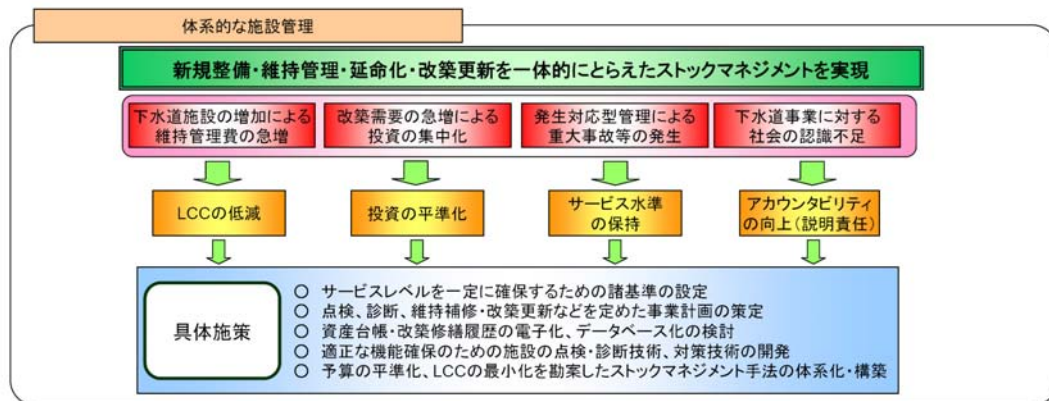 体系的な施設管理
新規整備・維持管理・延命化・改築更新を一体的にとらえたストックマネジメントを実現
下水道施設の増加による
維持管理費の急増
改築需要の急増による
投資の集中化
発生対応型管理による
重大事故等の発生
下水道事業に対する
社会の認識不足
LCCの低減
投資の平準化
サービス水準
の保持
アカウンタビリティ
の向上(説明責任)
具体施策
○ サービスレベルを一定に確保するための諸基準の設定
○ 点検、診断、維持補修・改築更新などを定めた事業計画の策定
○ 資産台帳・改築修繕履歴の電子化、データベース化の検討
○ 適正な機能確保のための施設の点検・診断技術、対策技術の開発
○ 予算の平準化、LCCの最小化を勘案したストックマネジメント手法の体系化・構築